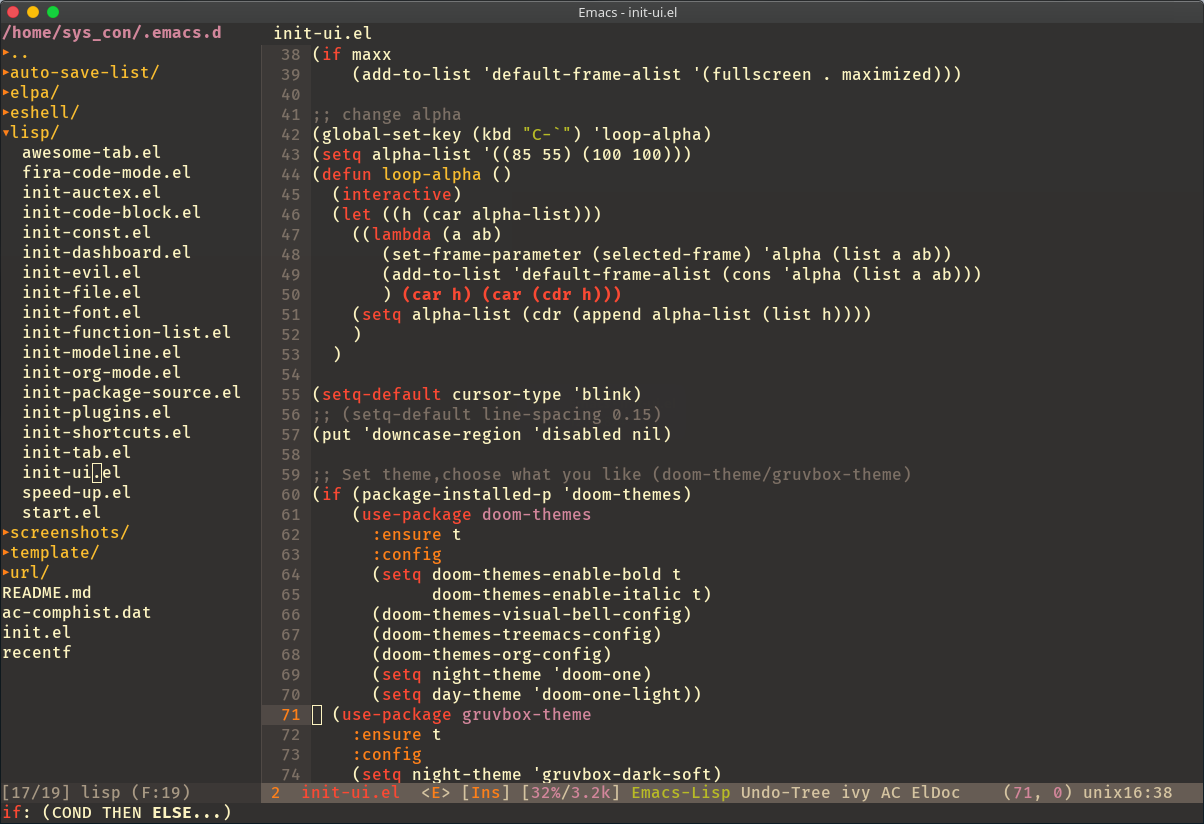 Emacs - init-ui.el
/home/sys_con/.emacs.d
..
auto-save-list/
elpa/
eshell/
lisp/
awesome-tab.el
fira-code-mode.el
init-auctex.el
init-code-block.el
init-const.el
init-dashboard.el
init-evil.el
init-file.el
init-font.el
init-function-list.el
init-modeline.el
init-org-mode.el
init-package-source.el
init-plugins.el
init-shortcuts.el
init-tab.el
init-ui.el
speed-up.el
start.el
screenshots/
template/
url/
README.md
ac-comphist.dat
init.el
recentf
[17/19] lisp (F:19)
init-ui.el
38 (if maxx
39     (add-to-list 'default-frame-alist '(fullscreen . maximized)))
40
41 ;; change alpha
42 (global-set-key (kbd "C-`") 'loop-alpha)
43 (setq alpha-list '((85 55) (100 100)))
44 (defun loop-alpha ()
45   (interactive)
46   (let ((h (car alpha-list)))
47     ((lambda (a ab)
48        (set-frame-parameter (selected-frame) 'alpha (list a ab))
49        (add-to-list 'default-frame-alist (cons 'alpha (list a ab)))
50        ) (car h) (car (cdr h)))
51     (setq alpha-list (cdr (append alpha-list (list h))))
52     )
53   )
54
55 (setq-default cursor-type 'blink)
56 ;; (setq-default line-spacing 0.15)
57 (put 'downcase-region 'disabled nil)
58
59 ;; Set theme,choose what you like (doom-theme/gruvbox-theme)
60 (if (package-installed-p 'doom-themes)
61     (use-package doom-themes
62       :ensure t
63       :config
64       (setq doom-themes-enable-bold t
65             doom-themes-enable-italic t)
66       (doom-themes-visual-bell-config)
67       (doom-themes-treemacs-config)
68       (doom-themes-org-config)
69       (setq night-theme 'doom-one)
70       (setq day-theme 'doom-one-light))
71   (use-package gruvbox-theme
72     :ensure t
73     :config
74     (setq night-theme 'gruvbox-dark-soft)
2  init-ui.el  <E> [Ins] [32%/3.2k] Emacs-Lisp Undo-Tree ivy AC ElDoc    (71, 0) unix16:38
if: (COND THEN ELSE...)